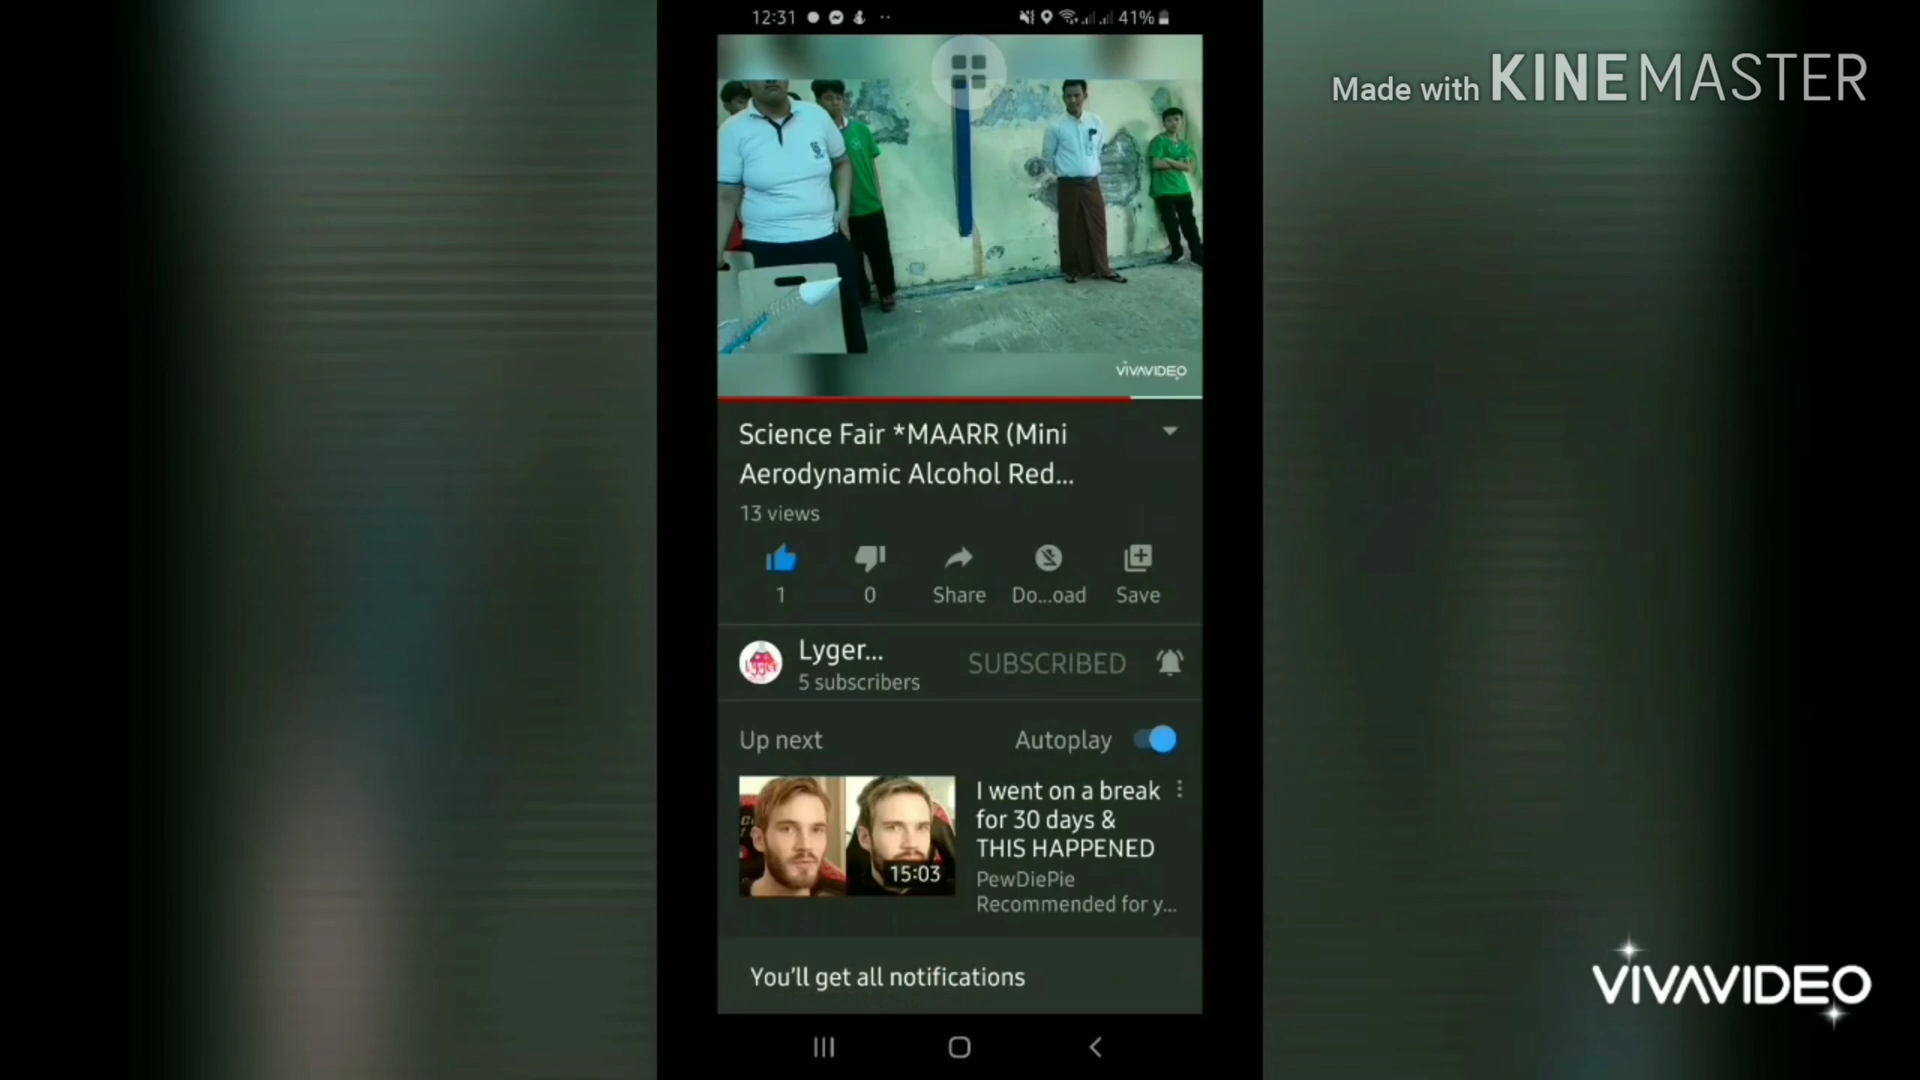 12:31
41%
Made with KINEMASTER
VIVAVIDEO
Science Fair *MAARR (Mini
Aerodynamic Alcohol Red...
13 views
1
0
Share
Do...oad
Save
Lyger...
5 subscribers
SUBSCRIBED
Up next
Autoplay
15:03
I went on a break
for 30 days &
THIS HAPPENED
PewDiePie
Recommended for y...
You'll get all notifications
VIVAVIDEO